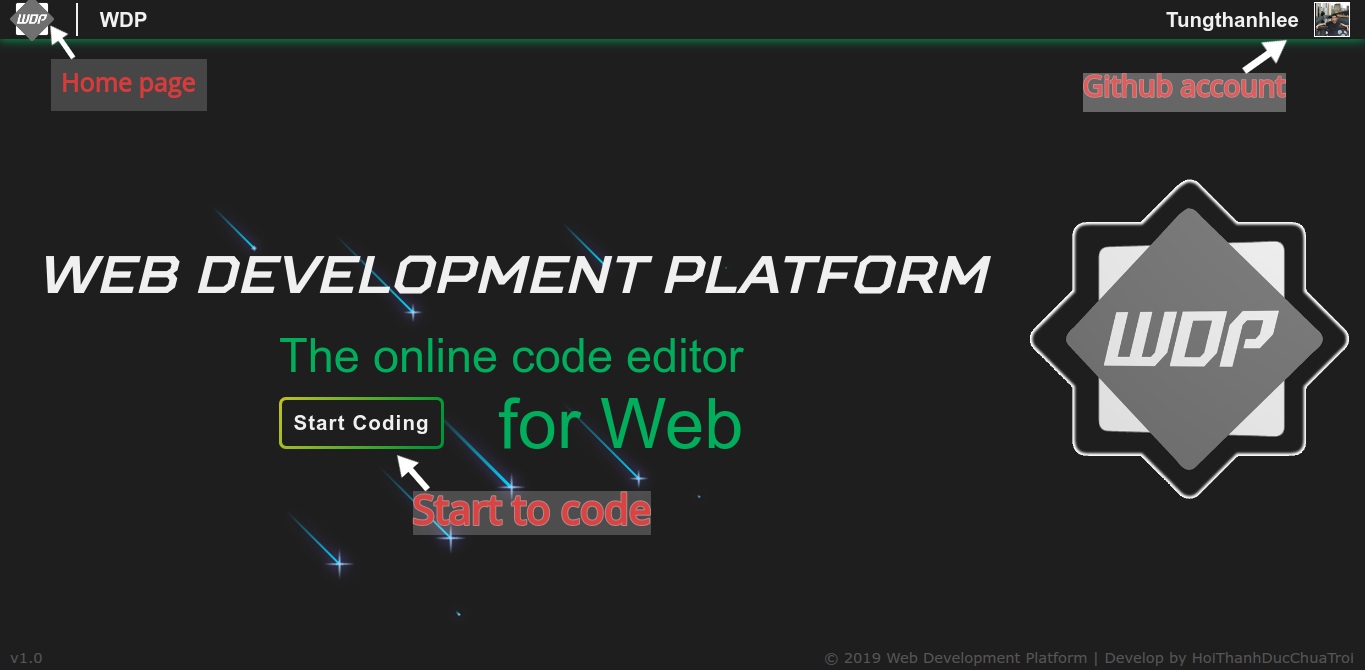 WDP
WDP
Tungthanhlee
Home page
Github account
WEB DEVELOPMENT PLATFORM
WDP
The online code editor
for Web
Start Coding
Start to code
v1.0
© 2019 Web Development Platform | Develop by HoiThanhDucChuaTroi